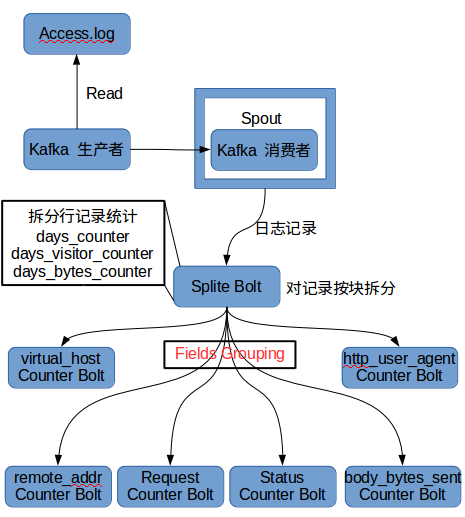 Access.log
Read
Kafka 生产者
Spout
Kafka 消费者
拆分行记录统计
days_counter
days_visitor_counter
days_bytes_counter
日志记录
Splite Bolt
对记录按块拆分
Fields Grouping
virtual_host
Counter Bolt
http_user_agent
Counter Bolt
remote_addr
Counter Bolt
Request
Counter Bolt
Status
Counter Bolt
body_bytes_sent
Counter Bolt